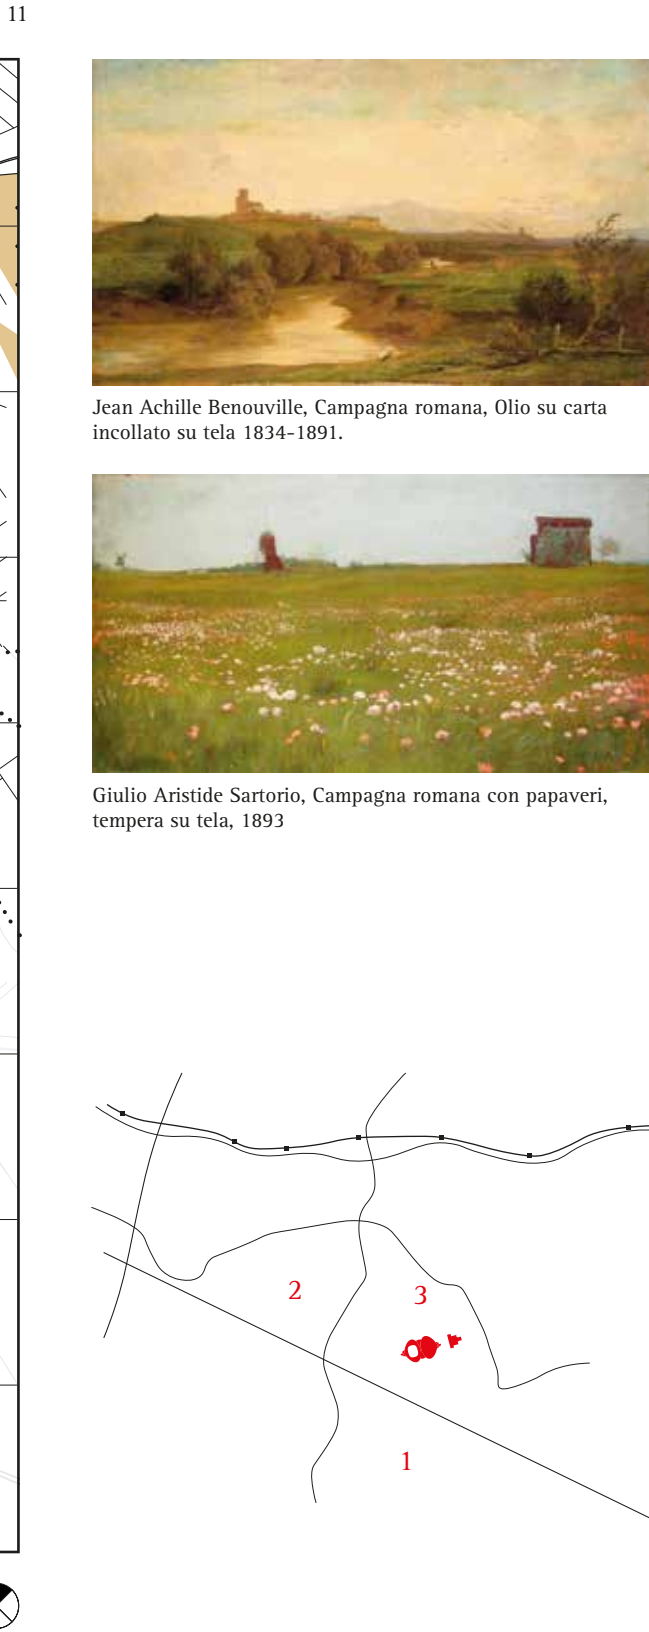 11
Jean Achille Benouville, Campagna romana, Olio su carta
incollato su tela 1834-1891.
Giulio Aristide Sartorio, Campagna romana con papaveri,
tempera su tela, 1893
2
3
1